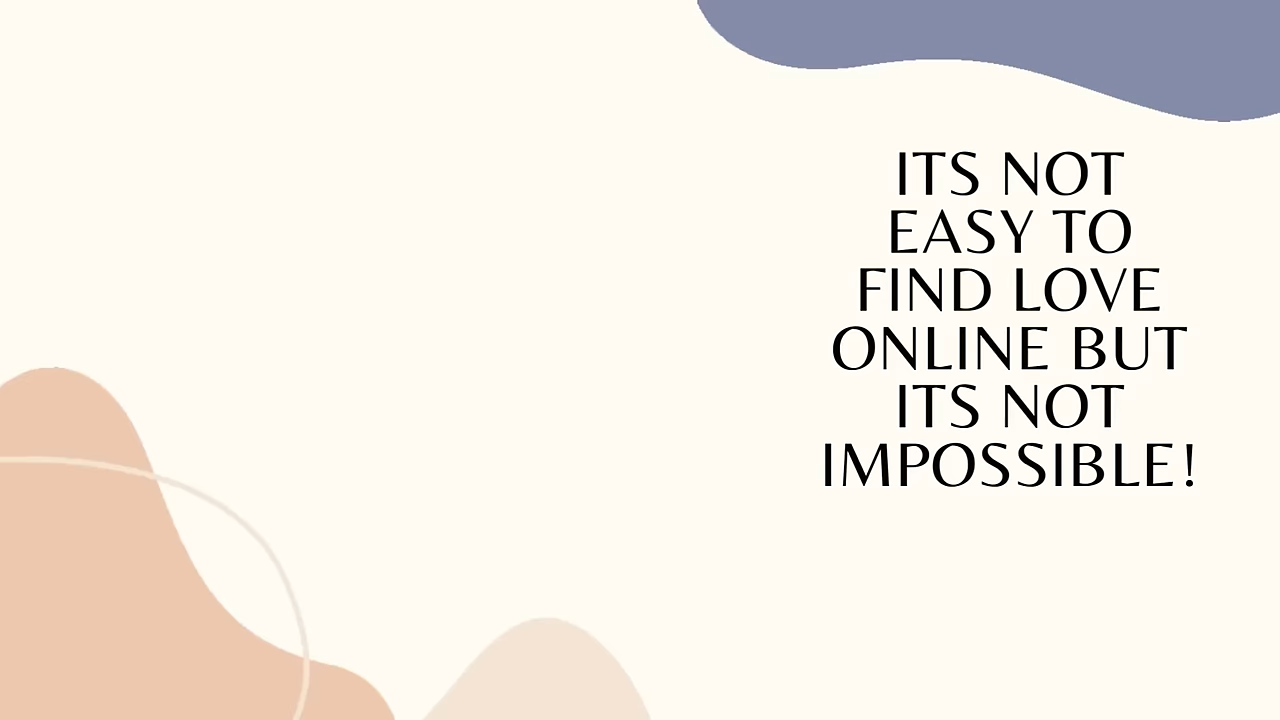 ITS NOT
EASY TO
FIND LOVE
ONLINE BUT
ITS NOT
IMPOSSIBLE!